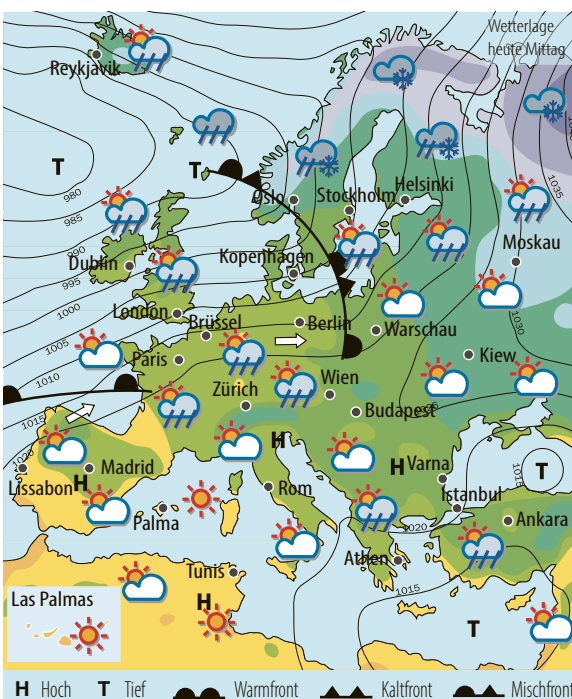 Wetterlage
heute Mittag
Reykjavik
T
T
980
985
990
995
1000
1005
1010
1015
1020
1035
1030
Oslo
Stockholm
Helsinki
Moskau
Dublin
Kopenhagen
London
Brüssel
Berlin
Warschau
Paris
Kiew
Zürich
Wien
Budapest
H
H
Varna
T
1015
Madrid
H
Lissabon
Rom
Istanbul
Palma
1020
Ankara
Athen
Tunis
1015
Las Palmas
H
T
H Hoch T Tief Warmfront Kaltfront Mischfront